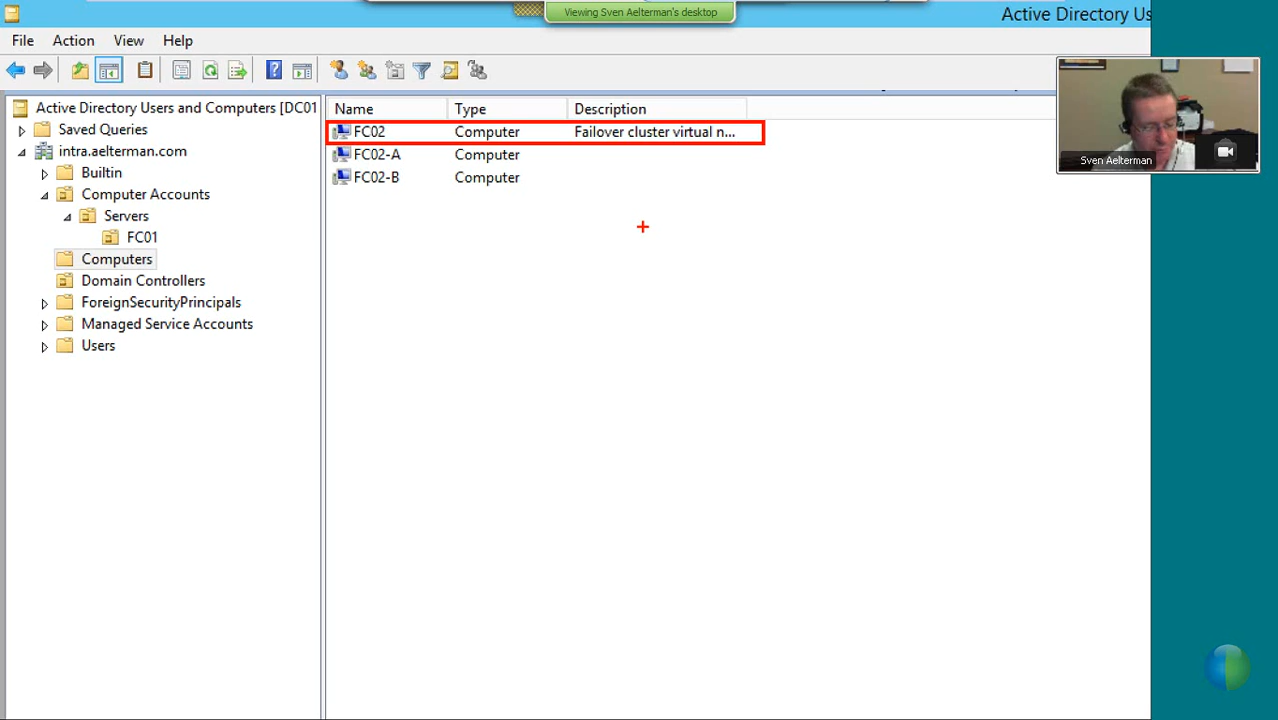 Viewing Sven Aelterman's desktop
Active Directory Us
File Action View Help
Active Directory Users and Computers [DC01
Saved Queries
intra.aelterman.com
Builtin
Computer Accounts
Servers
FC01
Computers
Domain Controllers
ForeignSecurityPrincipals
Managed Service Accounts
Users
Name Type Description
FC02 Computer Failover cluster virtual n...
FC02-A Computer
FC02-B Computer
Sven Aelterman